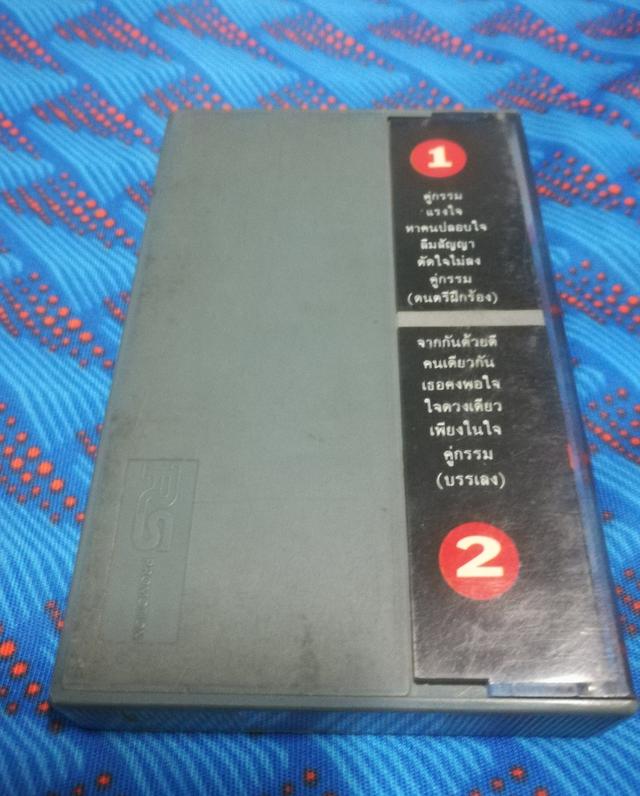 1
คู่กรรม
แรงใจ
หาคนปลอบใจ
ลืมสัญญา
ตัดใจไม่ลง
คู่กรรม
(ดนตรีฝึกร้อง)
จากกันด้วยดี
คนเดียวกัน
เธอคงพอใจ
ใจดวงเดียว
เพียงในใจ
คู่กรรม
(บรรเลง)
2
RS
PROMOTION